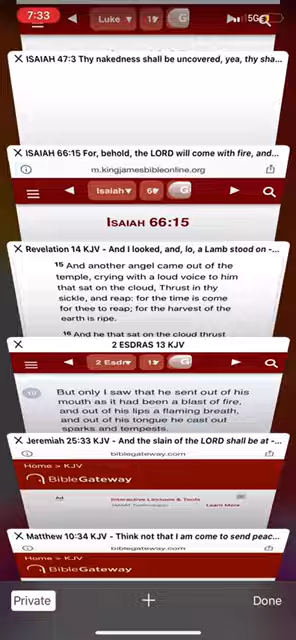 7:33
5G
Luke ▾
G
ISAIAH 47:3 Thy nakedness shall be uncovered, yea, thy sha...
ISAIAH 66:15 For, behold, the LORD will come with fire, and...
m.kingjamesbibleonline.org
Isaiah▾
G
ISAIAH 66:15
Revelation 14 KJV - And I looked, and, lo, a Lamb stood on -...
15 And another angel came out of the
temple, crying with a loud voice to him
that sat on the cloud, Thrust in thy
sickle, and reap: for the time is come
for thee to reap; for the harvest of the
earth is ripe.
16 And he that sat on the cloud thrust
2 ESDRAS 13 KJV
2 Esdr
G
10 But only I saw that he sent out of his
mouth as it had been a blast of fire,
and out of his lips a flaming breath,
and out of his tongue he cast out
sparks and tempests.
Jeremiah 25:33 KJV - And the slain of the LORD shall be at -...
biblegateway.com
Home > KJV
BibleGateway
Ad
Interactive Lessons & Tools
Learn More
Matthew 10:34 KJV - Think not that I am come to send peac...
biblegateway.com
Home > KJV
BibleGateway
Private
Done